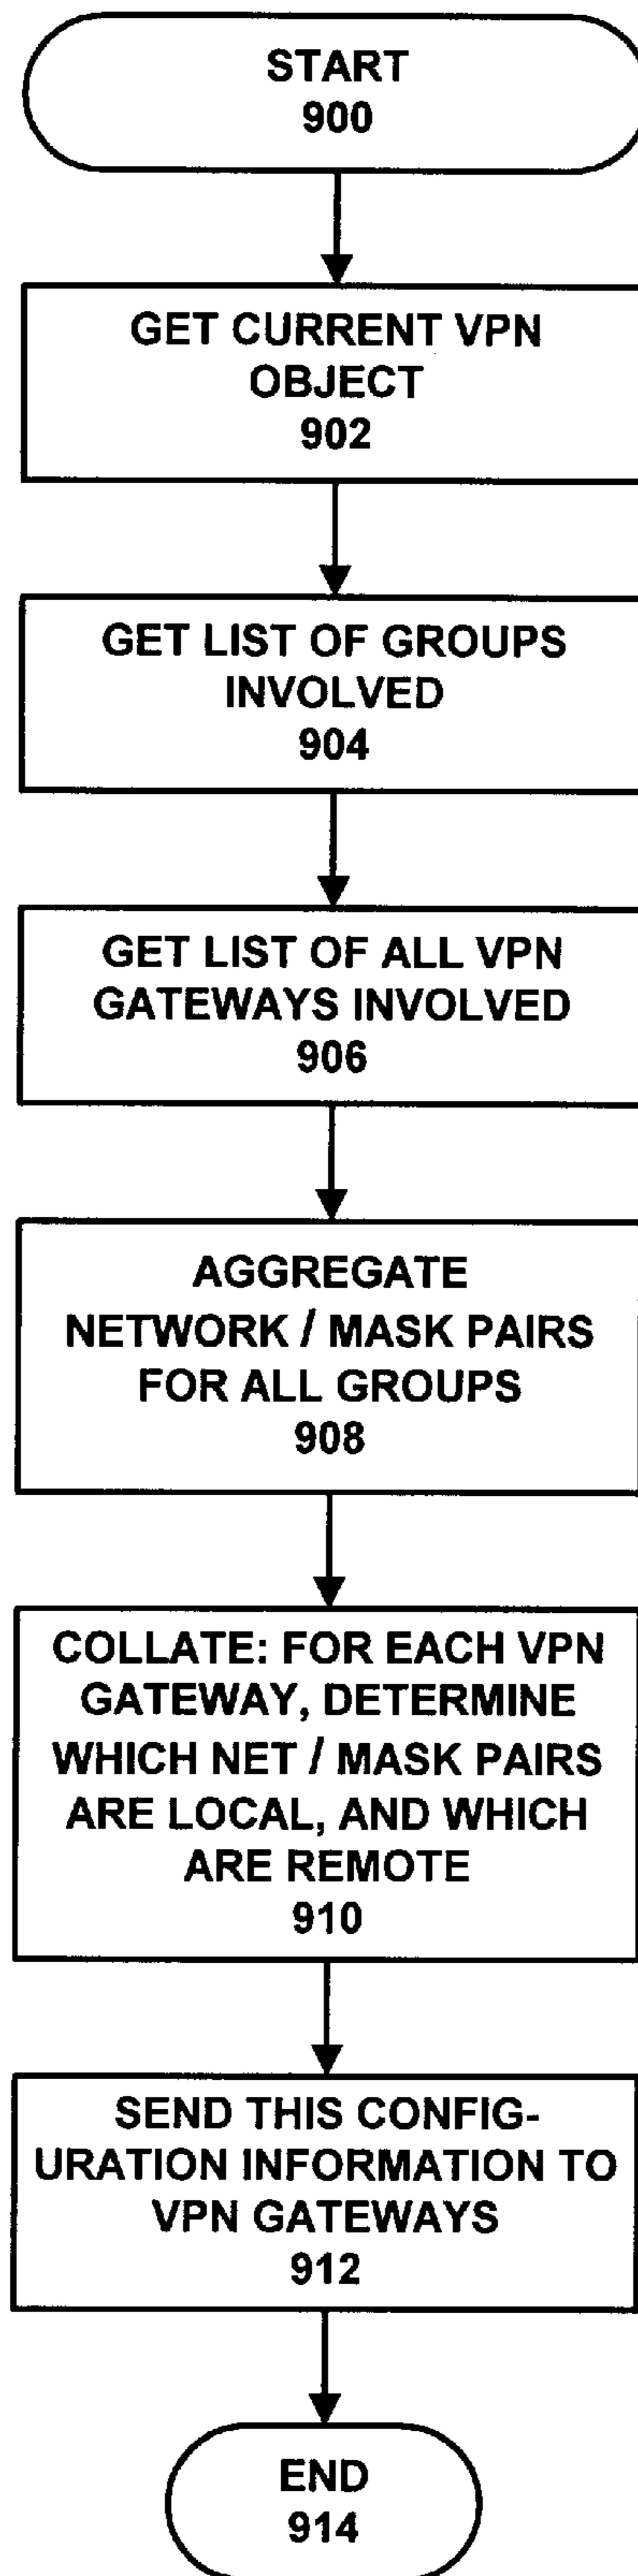 START
900
GET CURRENT VPN
OBJECT
902
GET LIST OF GROUPS
INVOLVED
904
GET LIST OF ALL VPN
GATEWAYS INVOLVED
906
AGGREGATE
NETWORK / MASK PAIRS
FOR ALL GROUPS
908
COLLATE: FOR EACH VPN
GATEWAY, DETERMINE
WHICH NET / MASK PAIRS
ARE LOCAL, AND WHICH
ARE REMOTE
910
SEND THIS CONFIG-
URATION INFORMATION TO
VPN GATEWAYS
912
END
914